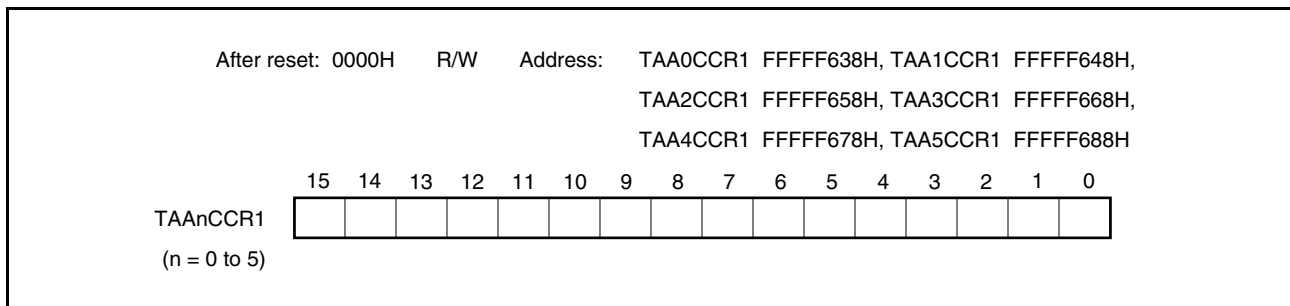 After reset: 0000H R/W Address: TAA0CCR1 FFFFF638H, TAA1CCR1 FFFFF648H,
TAA2CCR1 FFFFF658H, TAA3CCR1 FFFFF668H,
TAA4CCR1 FFFFF678H, TAA5CCR1 FFFFF688H
15 14 13 12 11 10 9 8 7 6 5 4 3 2 1 0
TAAnCCR1
(n = 0 to 5)